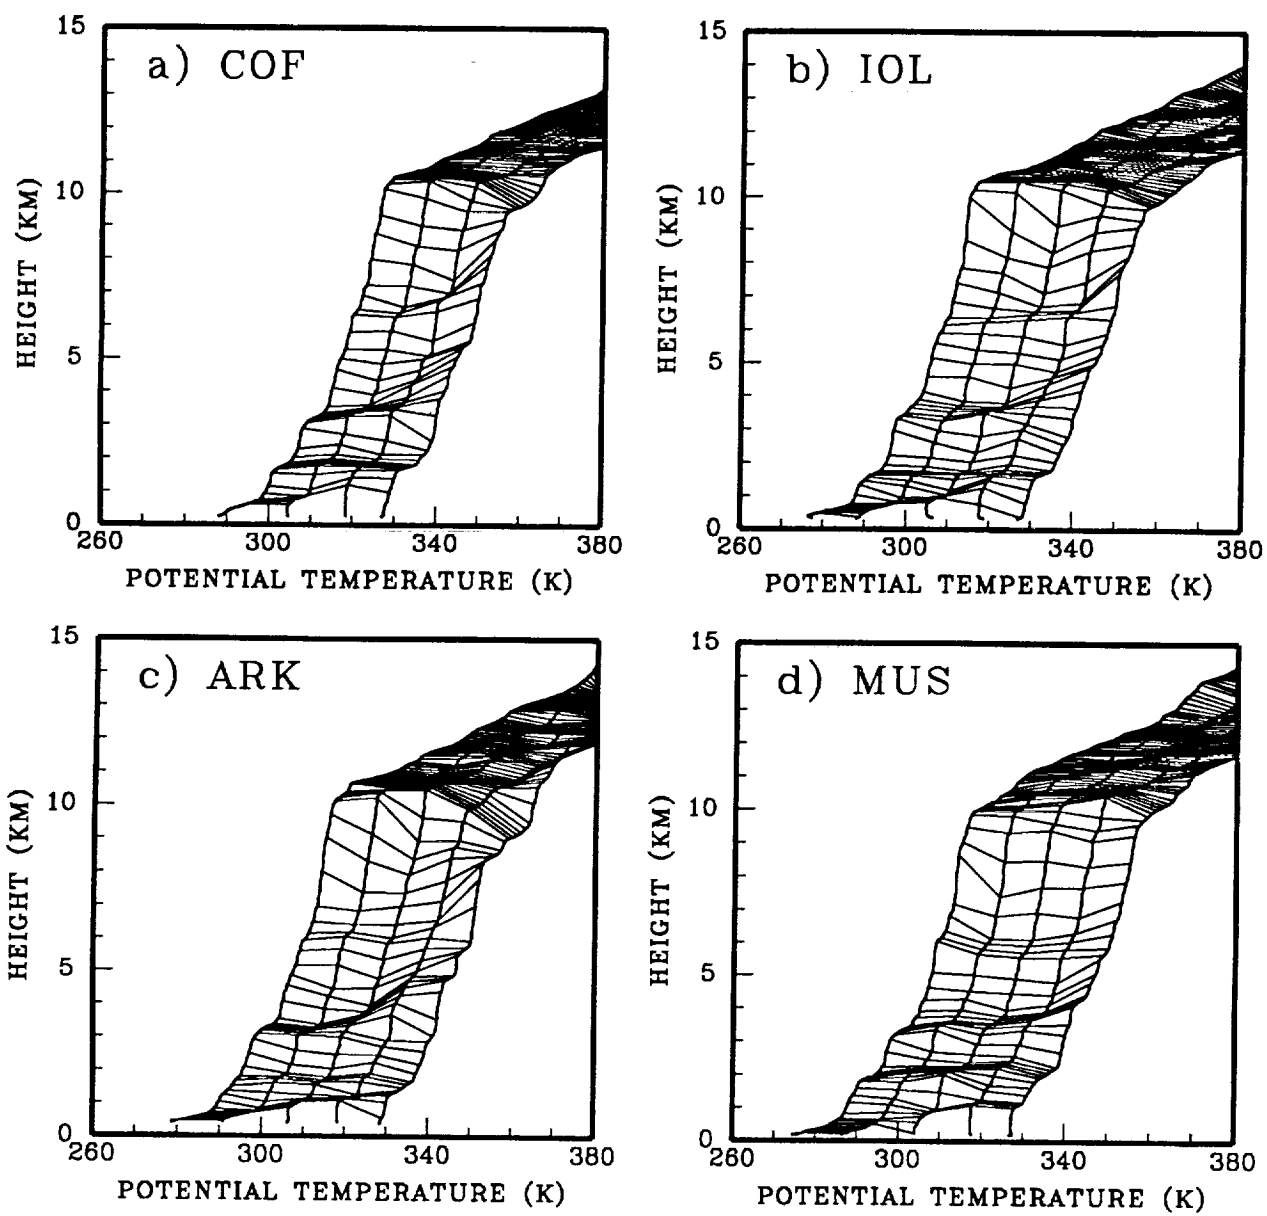 15
a) COF
10
HEIGHT (KM)
5
0
260 300 340 380
POTENTIAL TEMPERATURE (K)
15
b) IOL
10
HEIGHT (KM)
5
0
260 300 340 380
POTENTIAL TEMPERATURE (K)
15
c) ARK
10
HEIGHT (KM)
5
0
260 300 340 380
POTENTIAL TEMPERATURE (K)
15
d) MUS
10
HEIGHT (KM)
5
0
260 300 340 380
POTENTIAL TEMPERATURE (K)